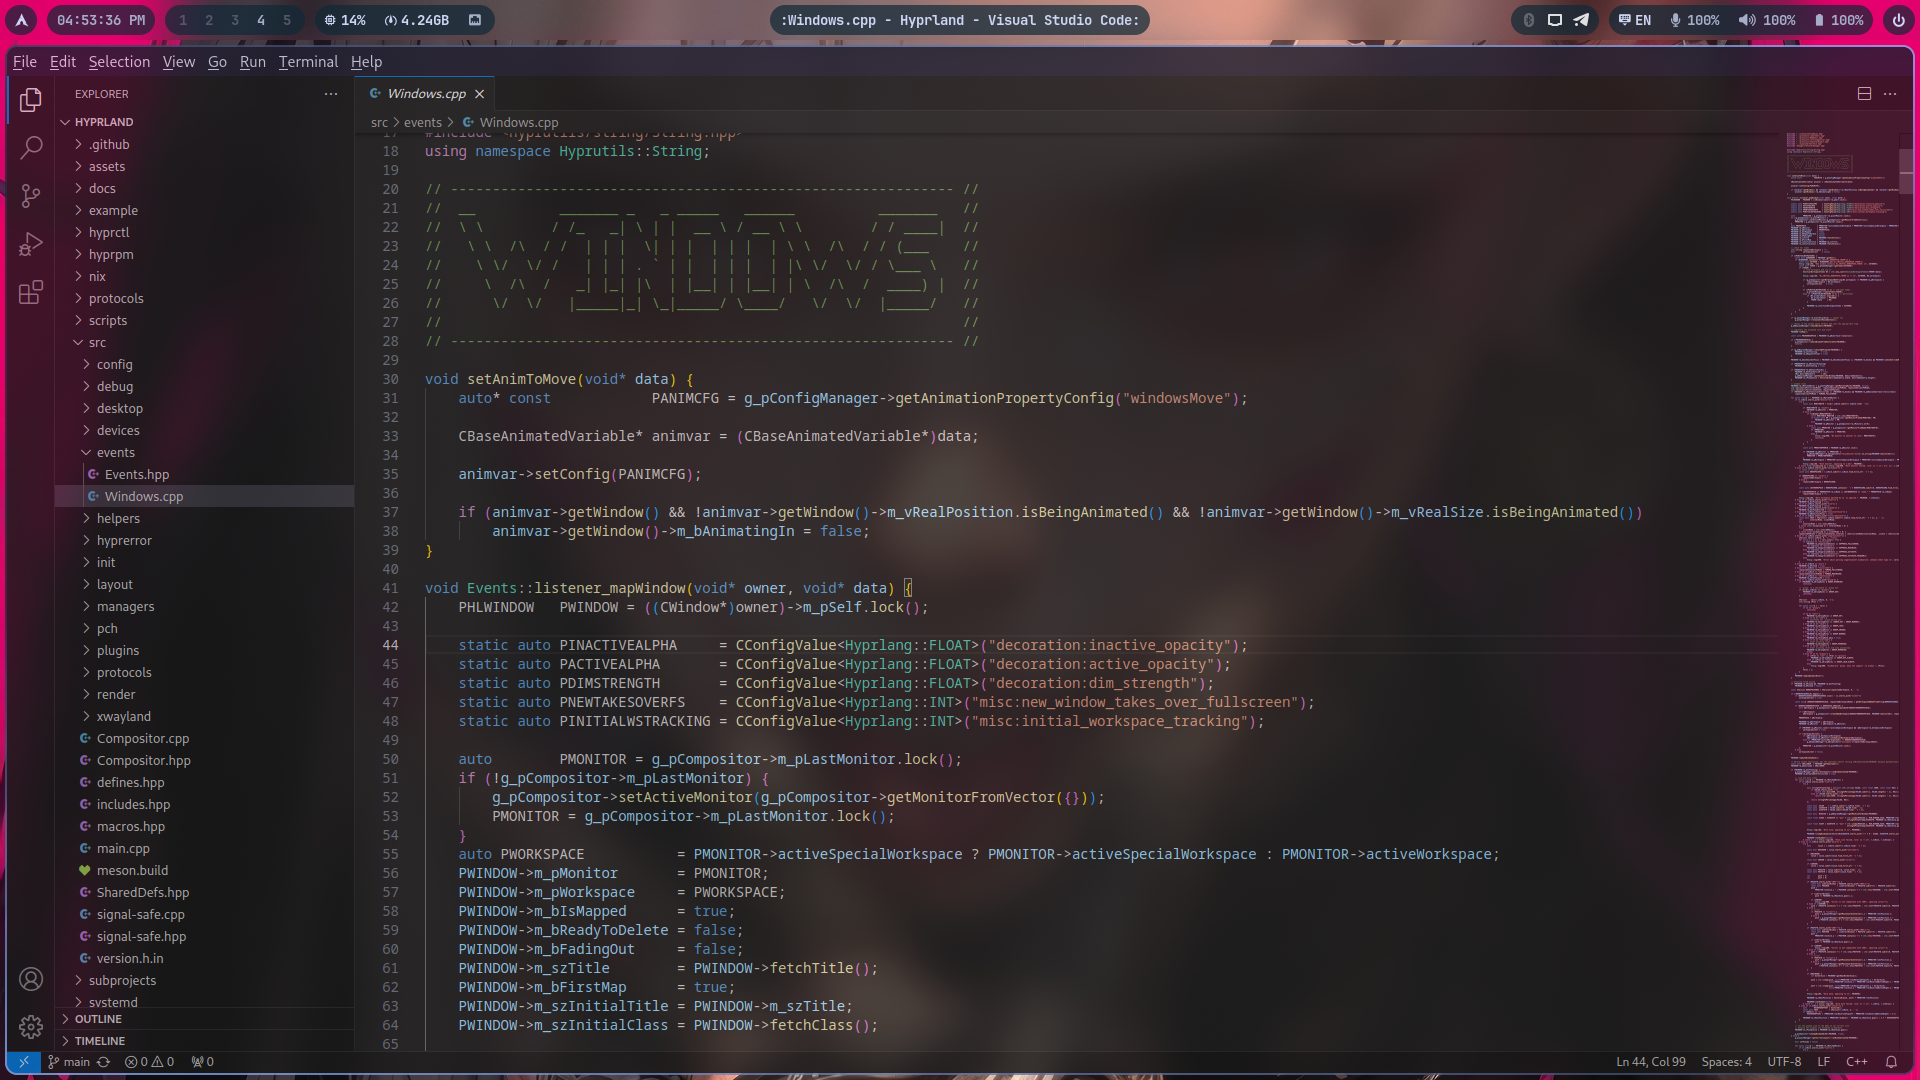 04:53:36 PM 1 2 3 4 5 14% 4.24GB :Windows.cpp - Hyprland - Visual Studio Code: EN 100% 100% 100%
File Edit Selection View Go Run Terminal Help
EXPLORER ···
HYPRLAND
.github
assets
docs
example
hyprctl
hyprpm
nix
protocols
scripts
src
config
debug
desktop
devices
events
Events.hpp
Windows.cpp
helpers
hyprerror
init
layout
managers
pch
plugins
protocols
render
xwayland
Compositor.cpp
Compositor.hpp
defines.hpp
includes.hpp
macros.hpp
main.cpp
meson.build
SharedDefs.hpp
signal-safe.cpp
signal-safe.hpp
version.h.in
subprojects
systemd
OUTLINE
TIMELINE
Windows.cpp
src > events > Windows.cpp
17 #include <hyprutils/string/String.hpp>
18 using namespace Hyprutils::String;
19
20 // ------------------------------------------------------------ //
21 //  __          _______ _   _ _____   ______          _______   //
22 //  \ \        / /_   _| \ | |  __ \ / __ \ \        / / ____|  //
23 //   \ \  /\  / /  | | |  \| | |  | | |  | \ \  /\  / / (___    //
24 //    \ \/  \/ /   | | | . ` | |  | | |  | |\ \/  \/ / \___ \   //
25 //     \  /\  /   _| |_| |\  | |__| | |__| | \  /\  /  ____) |  //
26 //      \/  \/   |_____|_| \_|_____/ \____/   \/  \/  |_____/   //
27 //                                                              //
28 // ------------------------------------------------------------ //
29
30 void setAnimToMove(void* data) {
31     auto* const            PANIMCFG = g_pConfigManager->getAnimationPropertyConfig("windowsMove");
32
33     CBaseAnimatedVariable* animvar = (CBaseAnimatedVariable*)data;
34
35     animvar->setConfig(PANIMCFG);
36
37     if (animvar->getWindow() && !animvar->getWindow()->m_vRealPosition.isBeingAnimated() && !animvar->getWindow()->m_vRealSize.isBeingAnimated())
38         animvar->getWindow()->m_bAnimatingIn = false;
39 }
40
41 void Events::listener_mapWindow(void* owner, void* data) {
42     PHLWINDOW   PWINDOW = ((CWindow*)owner)->m_pSelf.lock();
43
44     static auto PINACTIVEALPHA     = CConfigValue<Hyprlang::FLOAT>("decoration:inactive_opacity");
45     static auto PACTIVEALPHA       = CConfigValue<Hyprlang::FLOAT>("decoration:active_opacity");
46     static auto PDIMSTRENGTH       = CConfigValue<Hyprlang::FLOAT>("decoration:dim_strength");
47     static auto PNEWTAKESOVERFS    = CConfigValue<Hyprlang::INT>("misc:new_window_takes_over_fullscreen");
48     static auto PINITIALWSTRACKING = CConfigValue<Hyprlang::INT>("misc:initial_workspace_tracking");
49
50     auto        PMONITOR = g_pCompositor->m_pLastMonitor.lock();
51     if (!g_pCompositor->m_pLastMonitor) {
52         g_pCompositor->setActiveMonitor(g_pCompositor->getMonitorFromVector({}));
53         PMONITOR = g_pCompositor->m_pLastMonitor.lock();
54     }
55     auto PWORKSPACE           = PMONITOR->activeSpecialWorkspace ? PMONITOR->activeSpecialWorkspace : PMONITOR->activeWorkspace;
56     PWINDOW->m_pMonitor       = PMONITOR;
57     PWINDOW->m_pWorkspace     = PWORKSPACE;
58     PWINDOW->m_bIsMapped      = true;
59     PWINDOW->m_bReadyToDelete = false;
60     PWINDOW->m_bFadingOut     = false;
61     PWINDOW->m_szTitle        = PWINDOW->fetchTitle();
62     PWINDOW->m_bFirstMap      = true;
63     PWINDOW->m_szInitialTitle = PWINDOW->m_szTitle;
64     PWINDOW->m_szInitialClass = PWINDOW->fetchClass();
65
main 0 0 0 Ln 44, Col 99 Spaces: 4 UTF-8 LF C++